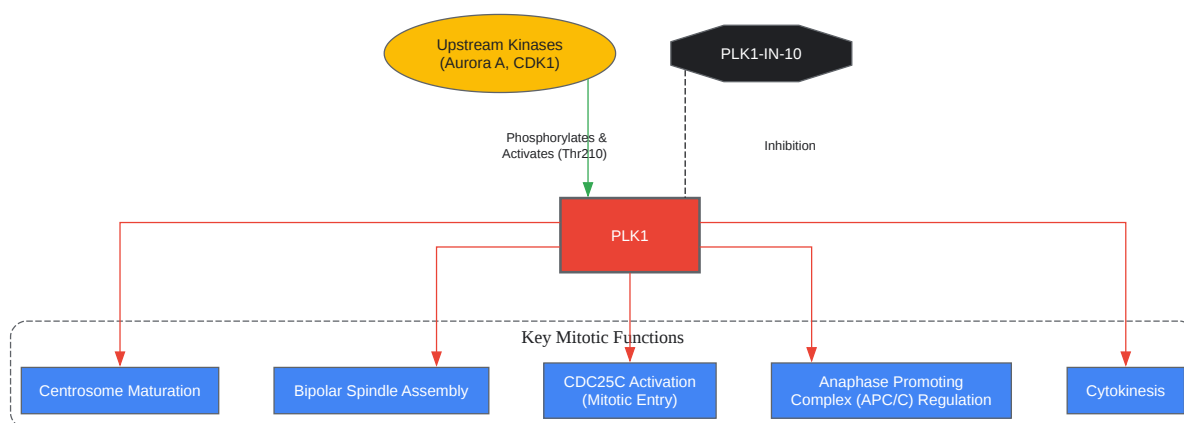 Upstream Kinases
(Aurora A, CDK1)
PLK1-IN-10
Phosphorylates &
Activates (Thr210)
Inhibition
PLK1
Key Mitotic Functions
Centrosome Maturation
Bipolar Spindle Assembly
CDC25C Activation
(Mitotic Entry)
Anaphase Promoting
Complex (APC/C) Regulation
Cytokinesis